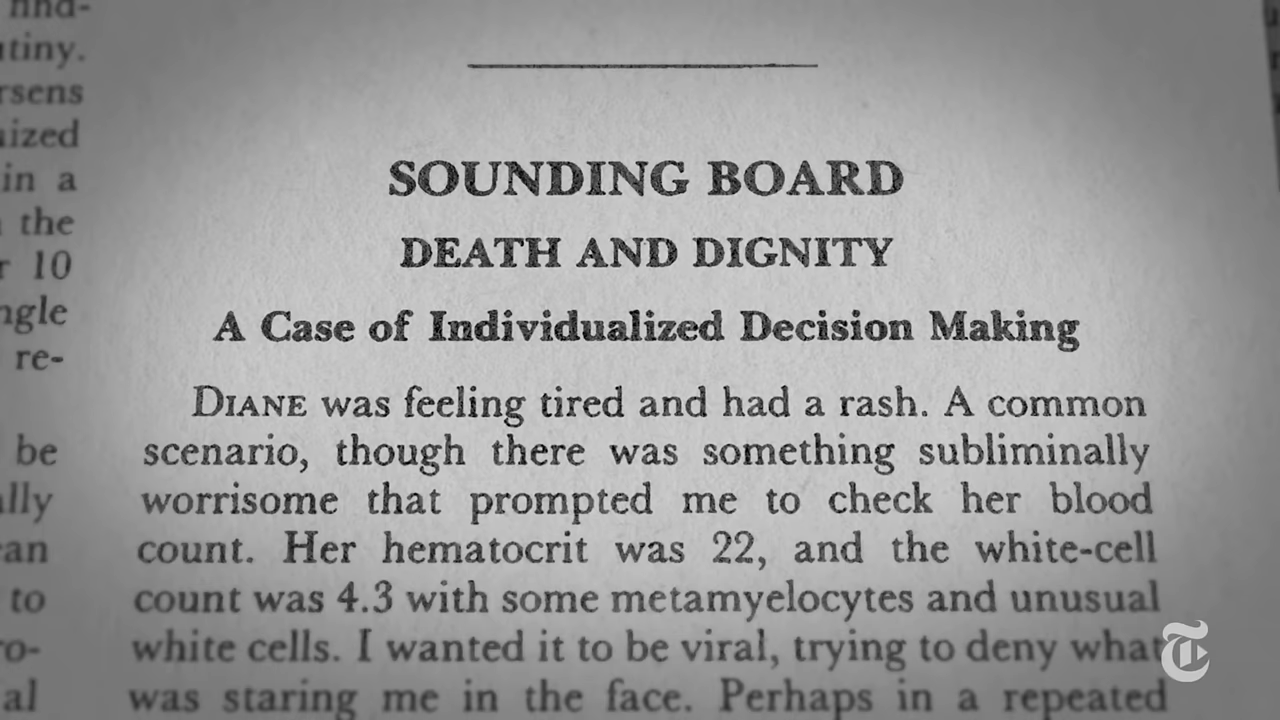 find-
tiny.
rsens
ized
in a
the
r 10
ngle
re-
be
ally
an
to
ro-
ial
SOUNDING BOARD
DEATH AND DIGNITY
A Case of Individualized Decision Making
DIANE was feeling tired and had a rash. A common
scenario, though there was something subliminally
worrisome that prompted me to check her blood
count. Her hematocrit was 22, and the white-cell
count was 4.3 with some metamyelocytes and unusual
white cells. I wanted it to be viral, trying to deny what
was staring me in the face. Perhaps in a repeated
T